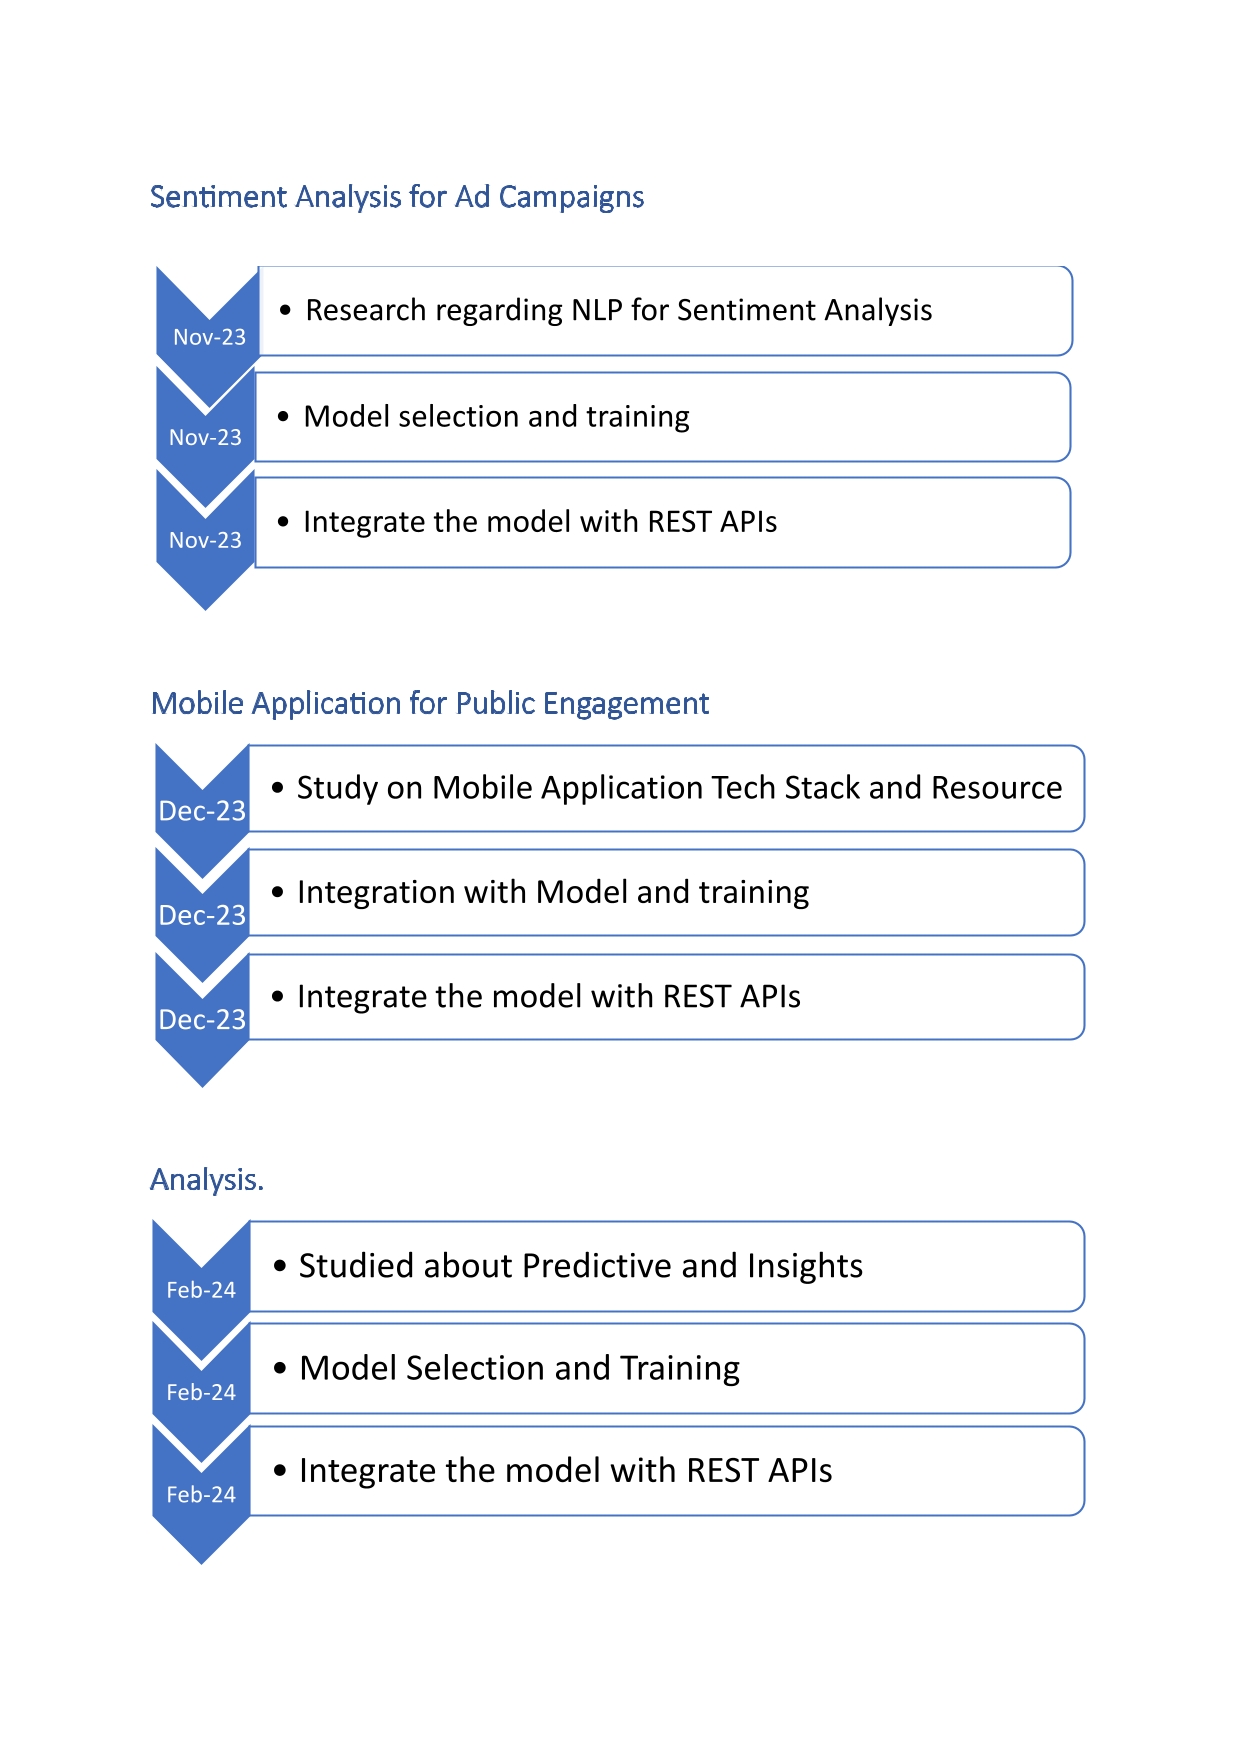 Sentiment Analysis for Ad Campaigns
Nov-23
• Research regarding NLP for Sentiment Analysis
Nov-23
• Model selection and training
Nov-23
• Integrate the model with REST APIs
Mobile Application for Public Engagement
Dec-23
• Study on Mobile Application Tech Stack and Resource
Dec-23
• Integration with Model and training
Dec-23
• Integrate the model with REST APIs
Analysis.
Feb-24
• Studied about Predictive and Insights
Feb-24
• Model Selection and Training
Feb-24
• Integrate the model with REST APIs